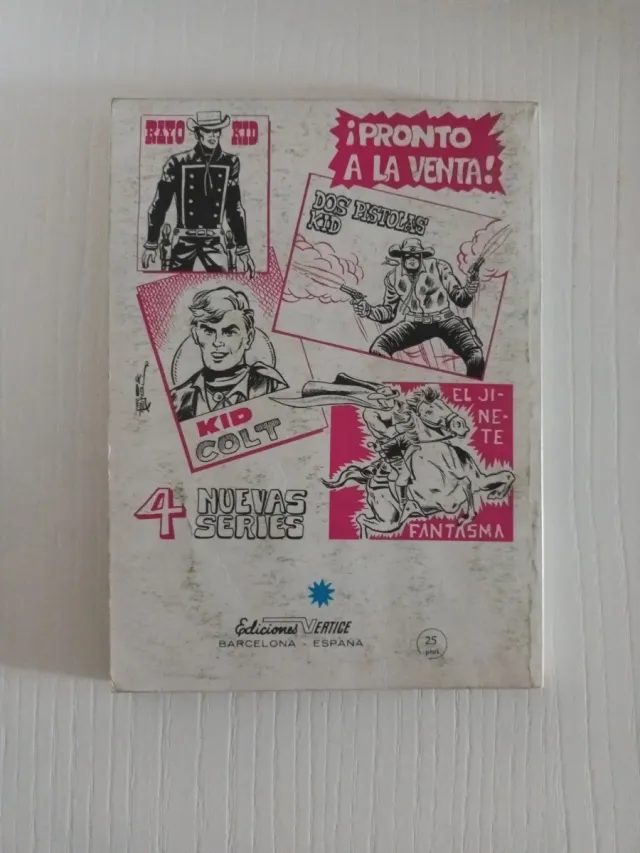 RAYO KID
¡PRONTO
A LA VENTA!
DOS PISTOLAS
KID
KID
COLT
EL JI-
NE-
TE
FANTASMA
4 NUEVAS
SERIES
Ediciones VERTICE
BARCELONA - ESPAÑA
25
ptas